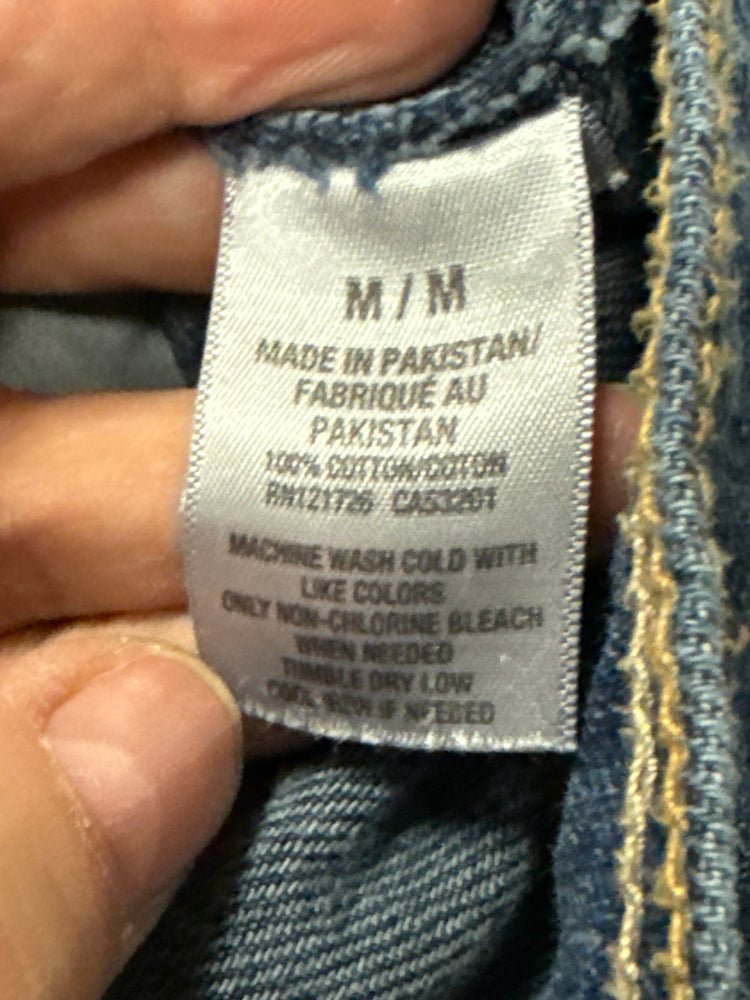 M / M
MADE IN PAKISTAN/
FABRIQUÉ AU
PAKISTAN
100% COTTON/COTON
RN121726 CA53201
MACHINE WASH COLD WITH
LIKE COLORS
ONLY NON-CHLORINE BLEACH
WHEN NEEDED
TUMBLE DRY LOW
COOL IRON IF NEEDED